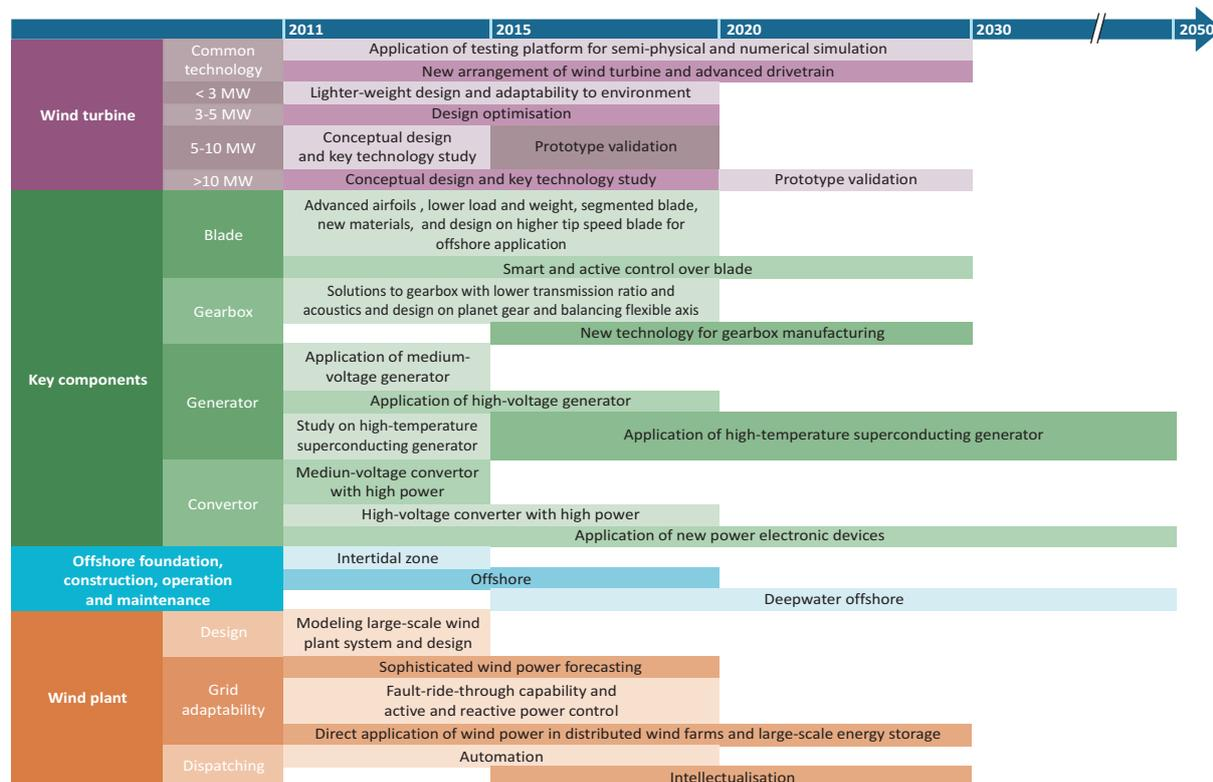 2011 2015 2020 2030 2050
Wind turbine
Common
technology
Application of testing platform for semi-physical and numerical simulation
New arrangement of wind turbine and advanced drivetrain
< 3 MW
Lighter-weight design and adaptability to environment
3-5 MW
Design optimisation
5-10 MW
Conceptual design
and key technology study
Prototype validation
>10 MW
Conceptual design and key technology study
Prototype validation
Key components
Blade
Advanced airfoils , lower load and weight, segmented blade,
new materials, and design on higher tip speed blade for
offshore application
Smart and active control over blade
Gearbox
Solutions to gearbox with lower transmission ratio and
acoustics and design on planet gear and balancing flexible axis
New technology for gearbox manufacturing
Generator
Application of medium-
voltage generator
Application of high-voltage generator
Study on high-temperature
superconducting generator
Application of high-temperature superconducting generator
Convertor
Mediun-voltage convertor
with high power
High-voltage converter with high power
Application of new power electronic devices
Offshore foundation,
construction, operation
and maintenance
Intertidal zone
Offshore
Deepwater offshore
Wind plant
Design
Modeling large-scale wind
plant system and design
Grid
adaptability
Sophisticated wind power forecasting
Fault-ride-through capability and
active and reactive power control
Direct application of wind power in distributed wind farms and large-scale energy storage
Dispatching
Automation
Intellectualisation